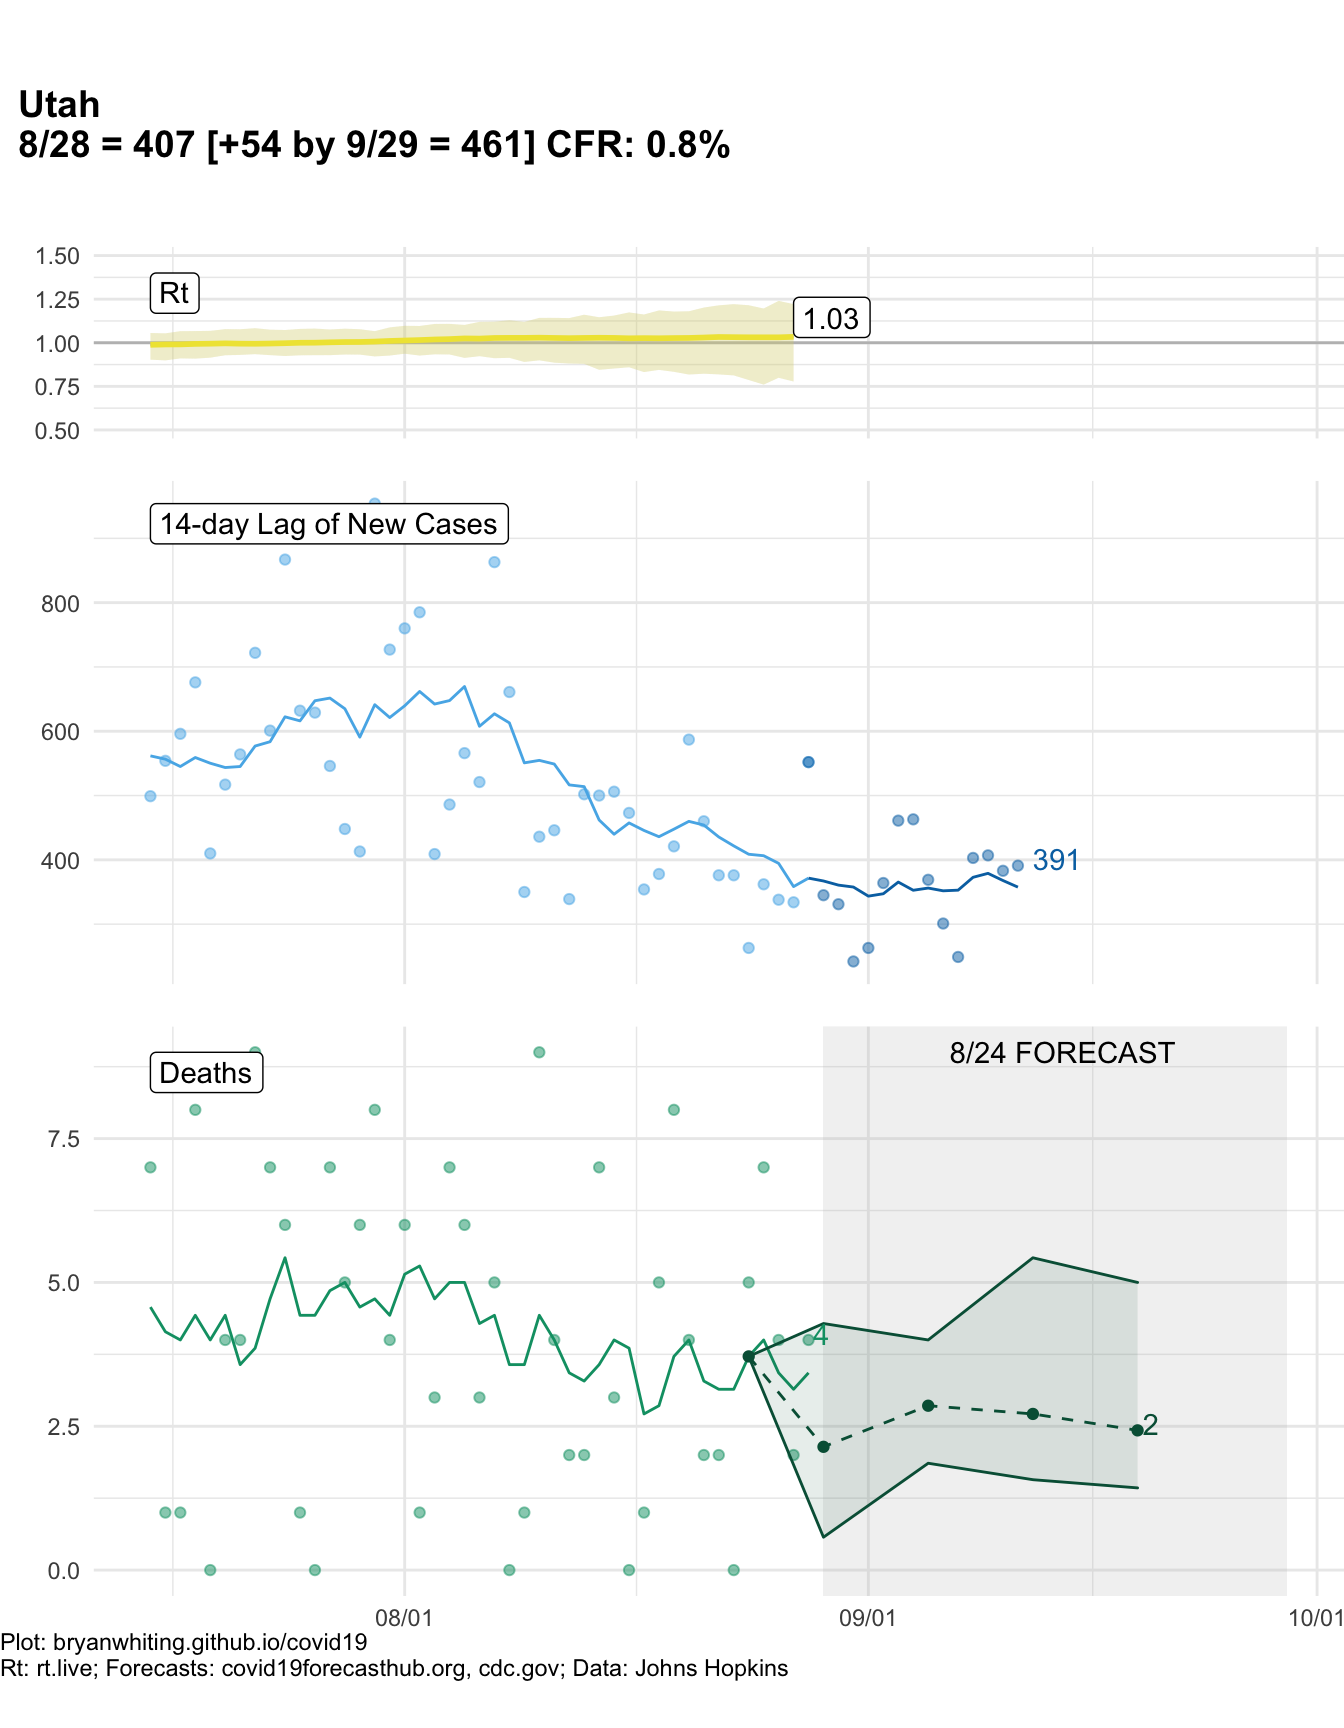 Utah
8/28 = 407 [+54 by 9/29 = 461] CFR: 0.8%
1.50
1.25
1.00
0.75
0.50
Rt
1.03
14-day Lag of New Cases
800
600
400
391
Deaths
8/24 FORECAST
7.5
5.0
2.5
0.0
4
2
08/01
09/01
10/01
Plot: bryanwhiting.github.io/covid19
Rt: rt.live; Forecasts: covid19forecasthub.org, cdc.gov; Data: Johns Hopkins